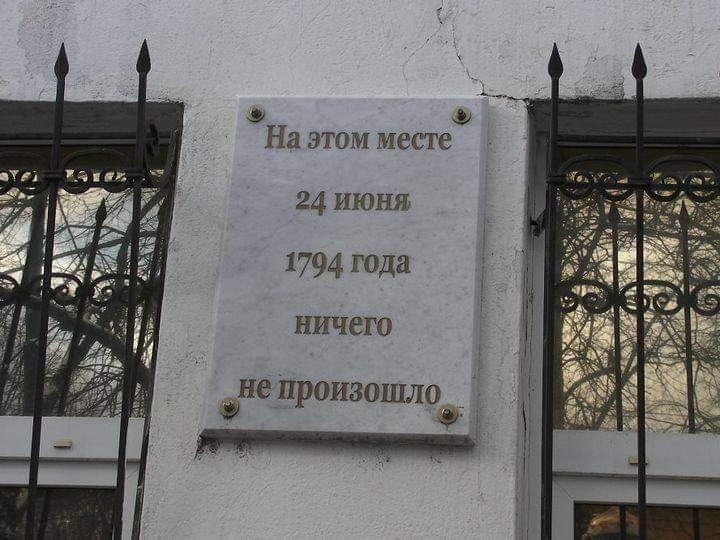 На этом месте
24 июня
1794 года
ничего
не произошло